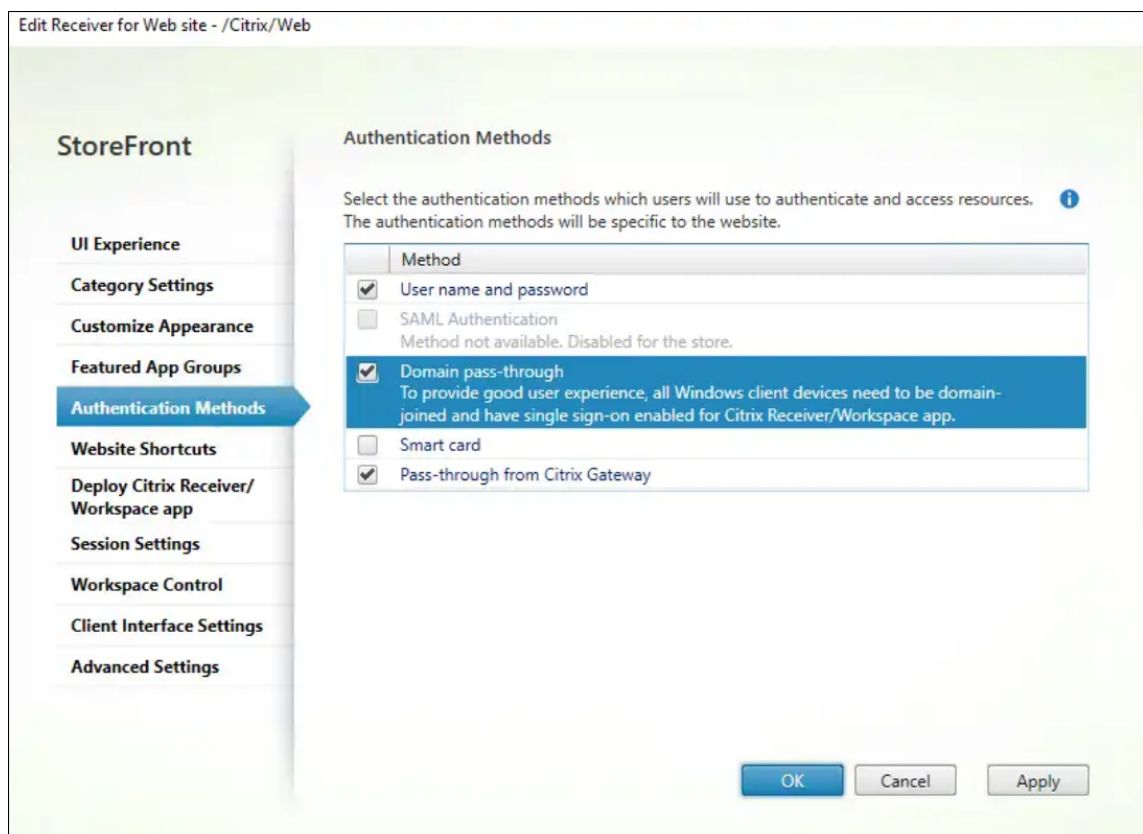 Edit Receiver for Web site - /Citrix/Web
StoreFront
UI Experience
Category Settings
Customize Appearance
Featured App Groups
Authentication Methods
Website Shortcuts
Deploy Citrix Receiver/
Workspace app
Session Settings
Workspace Control
Client Interface Settings
Advanced Settings
Authentication Methods
Select the authentication methods which users will use to authenticate and access resources.
The authentication methods will be specific to the website.
Method
User name and password
SAML Authentication
Method not available. Disabled for the store.
Domain pass-through
To provide good user experience, all Windows client devices need to be domain-
joined and have single sign-on enabled for Citrix Receiver/Workspace app.
Smart card
Pass-through from Citrix Gateway
OK
Cancel
Apply